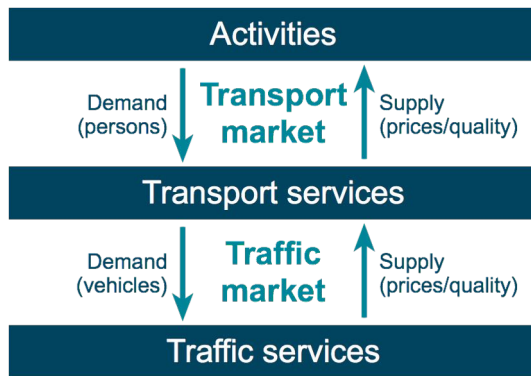 Activities
Demand
(persons)
Transport
market
Supply
(prices/quality)
Transport services
Demand
(vehicles)
Traffic
market
Supply
(prices/quality)
Traffic services